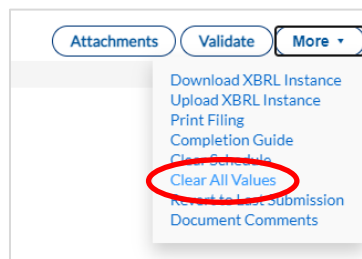 Attachments Validate More
Download XBRL Instance
Upload XBRL Instance
Print Filing
Completion Guide
Clear Schedule
Clear All Values
Revert to Last Submission
Document Comments